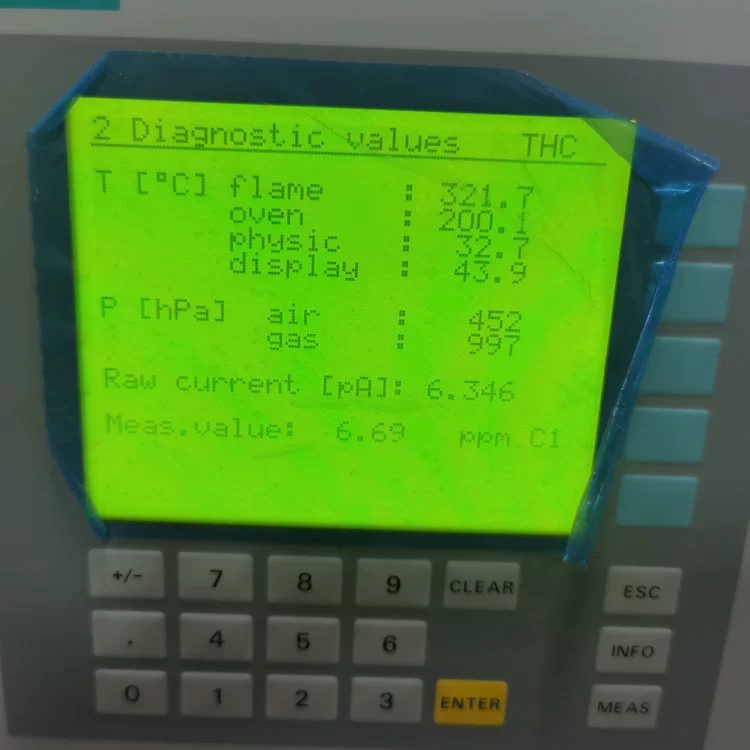 2 Diagnostic values THC
T [°C] flame : 321.7
oven : 200.1
physic : 32.7
display : 43.9
P [hPa] air : 452
gas : 997
Raw current [pA]: 6.346
Meas.value: 6.69 ppm C1
+/- 7 8 9 CLEAR ESC
. 4 5 6 INFO
0 1 2 3 ENTER MEAS